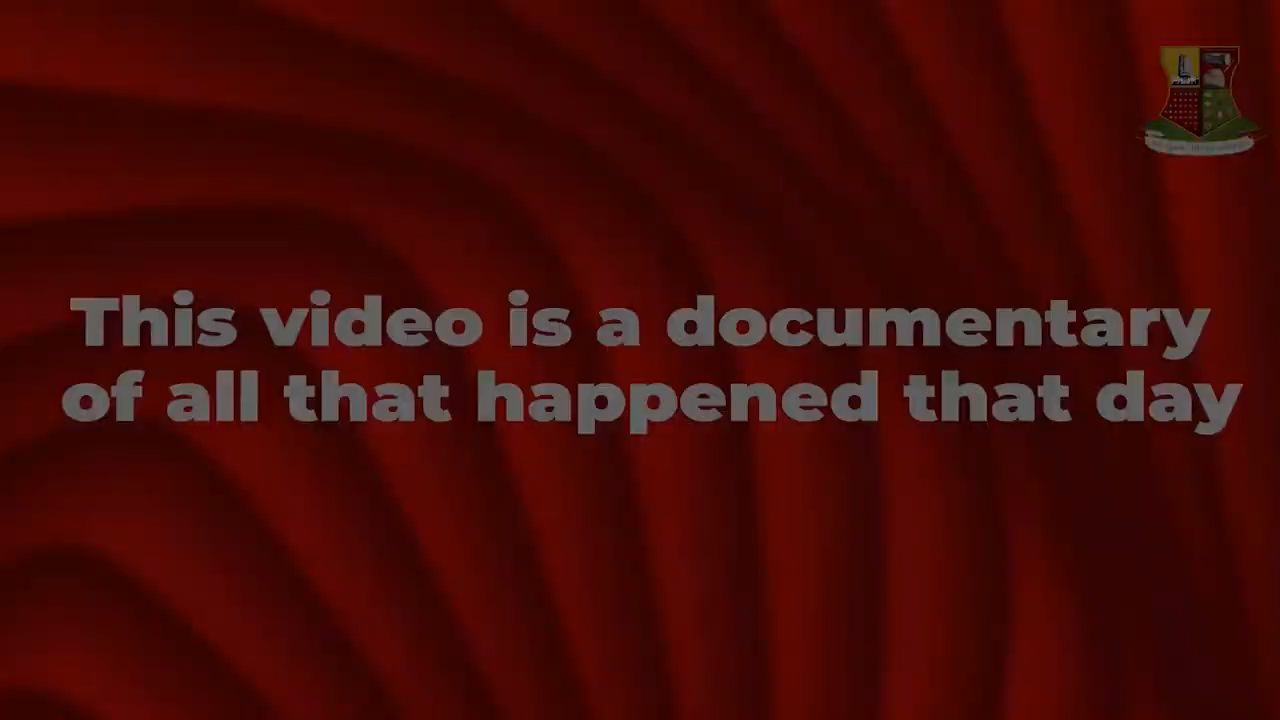 This video is a documentary
of all that happened that day